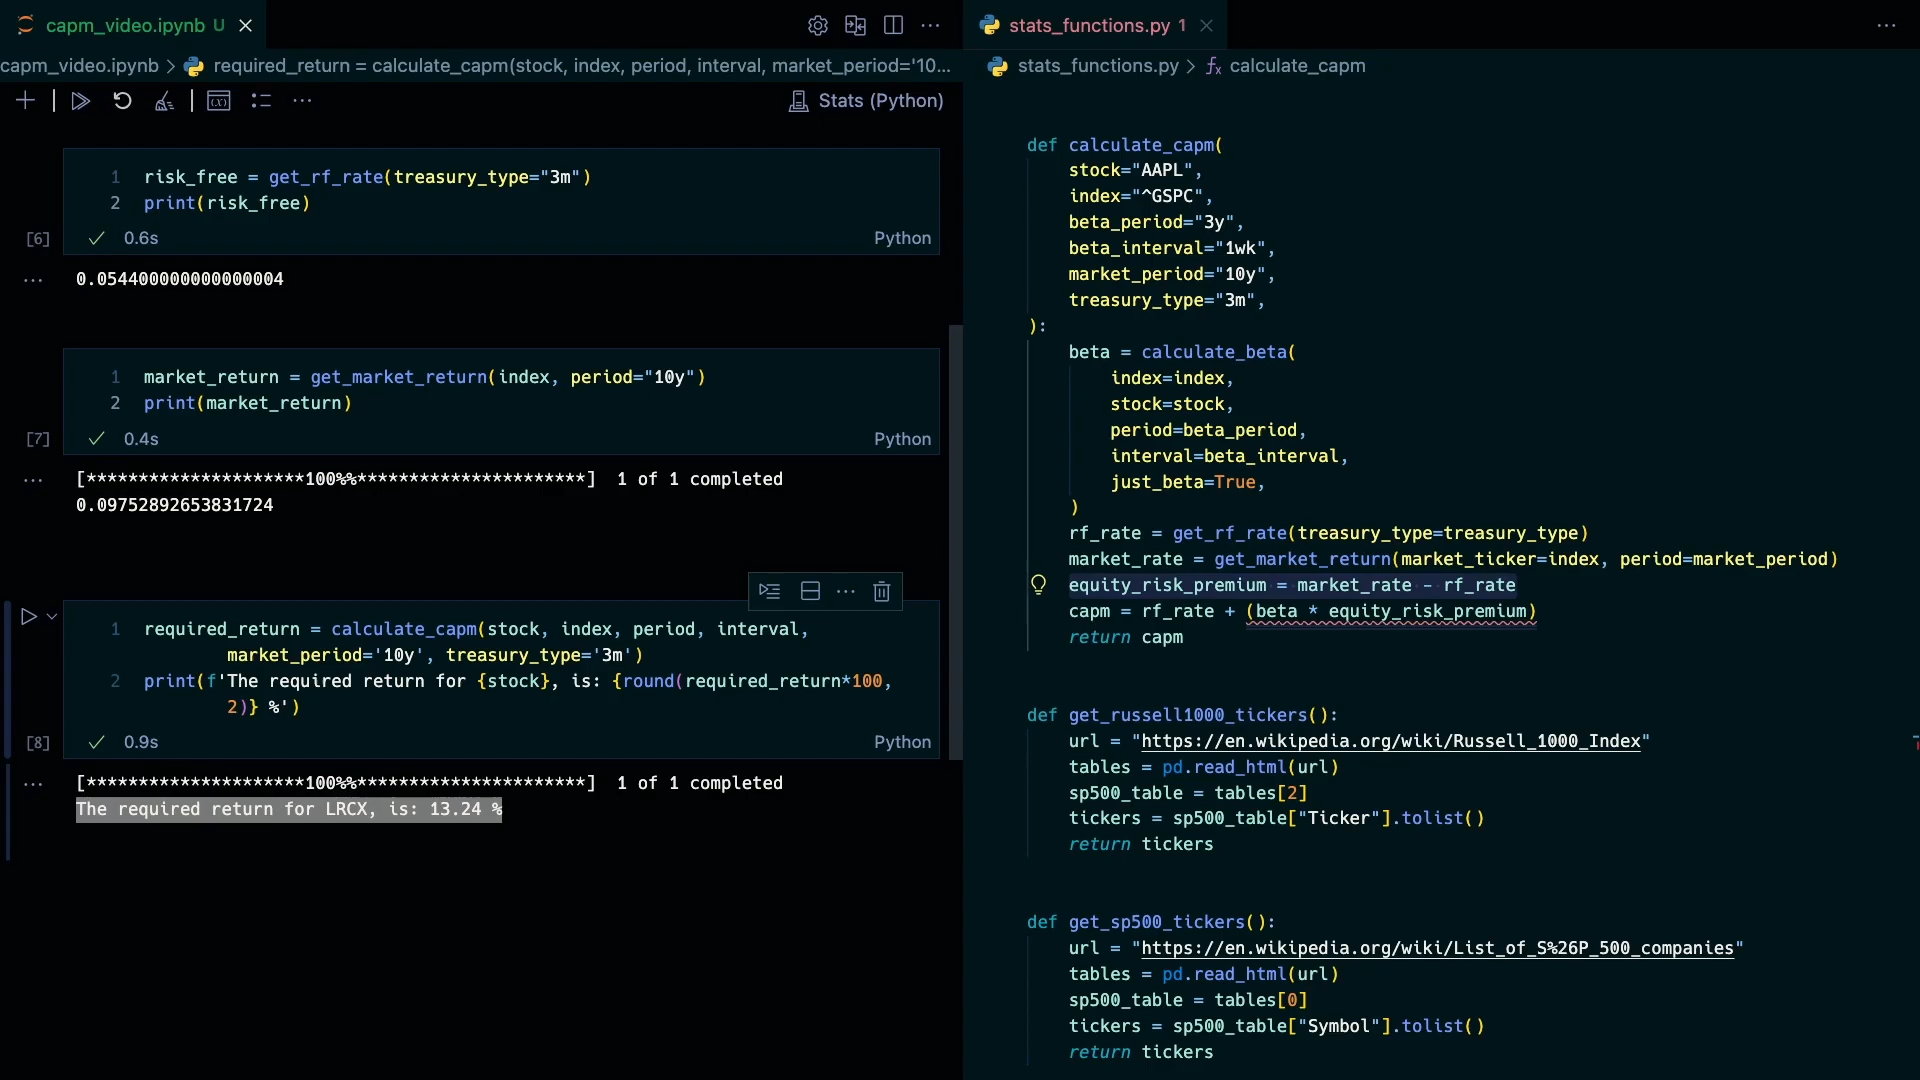 capm_video.ipynb U
capm_video.ipynb > required_return = calculate_capm(stock, index, period, interval, market_period='10...
Stats (Python)
1 risk_free = get_rf_rate(treasury_type="3m")
2 print(risk_free)
[6] 0.6s Python
0.054400000000000004
1 market_return = get_market_return(index, period="10y")
2 print(market_return)
[7] 0.4s Python
[*********************100%%**********************]  1 of 1 completed
0.09752892653831724
1 required_return = calculate_capm(stock, index, period, interval,
market_period='10y', treasury_type='3m')
2 print(f'The required return for {stock}, is: {round(required_return*100,
2)} %')
[8] 0.9s Python
[*********************100%%**********************]  1 of 1 completed
The required return for LRCX, is: 13.24 %
stats_functions.py 1
stats_functions.py > calculate_capm
def calculate_capm(
stock="AAPL",
index="^GSPC",
beta_period="3y",
beta_interval="1wk",
market_period="10y",
treasury_type="3m",
):
beta = calculate_beta(
index=index,
stock=stock,
period=beta_period,
interval=beta_interval,
just_beta=True,
)
rf_rate = get_rf_rate(treasury_type=treasury_type)
market_rate = get_market_return(market_ticker=index, period=market_period)
equity_risk_premium = market_rate - rf_rate
capm = rf_rate + (beta * equity_risk_premium)
return capm
def get_russell1000_tickers():
url = "https://en.wikipedia.org/wiki/Russell_1000_Index"
tables = pd.read_html(url)
sp500_table = tables[2]
tickers = sp500_table["Ticker"].tolist()
return tickers
def get_sp500_tickers():
url = "https://en.wikipedia.org/wiki/List_of_S%26P_500_companies"
tables = pd.read_html(url)
sp500_table = tables[0]
tickers = sp500_table["Symbol"].tolist()
return tickers